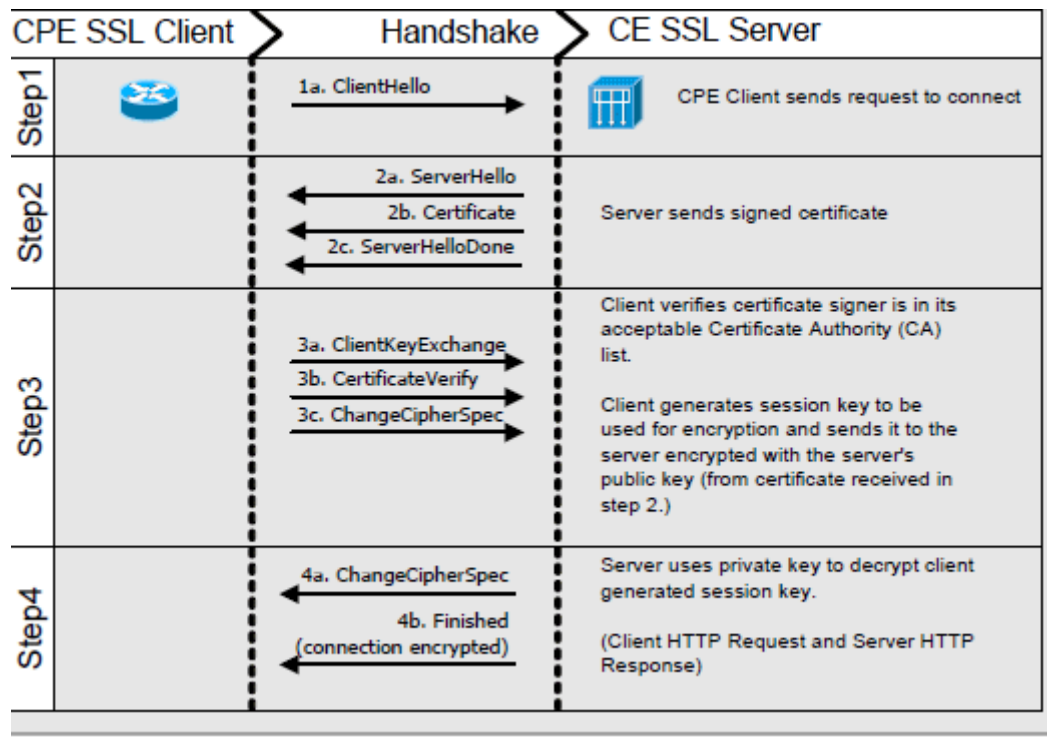 CPE SSL Client
Handshake
CE SSL Server
Step1
1a. ClientHello
CPE Client sends request to connect
Step2
2a. ServerHello
2b. Certificate
2c. ServerHelloDone
Server sends signed certificate
Step3
3a. ClientKeyExchange
3b. CertificateVerify
3c. ChangeCipherSpec
Client verifies certificate signer is in its
acceptable Certificate Authority (CA)
list.
Client generates session key to be
used for encryption and sends it to the
server encrypted with the server's
public key (from certificate received in
step 2.)
Step4
4a. ChangeCipherSpec
4b. Finished
(connection encrypted)
Server uses private key to decrypt client
generated session key.
(Client HTTP Request and Server HTTP
Response)